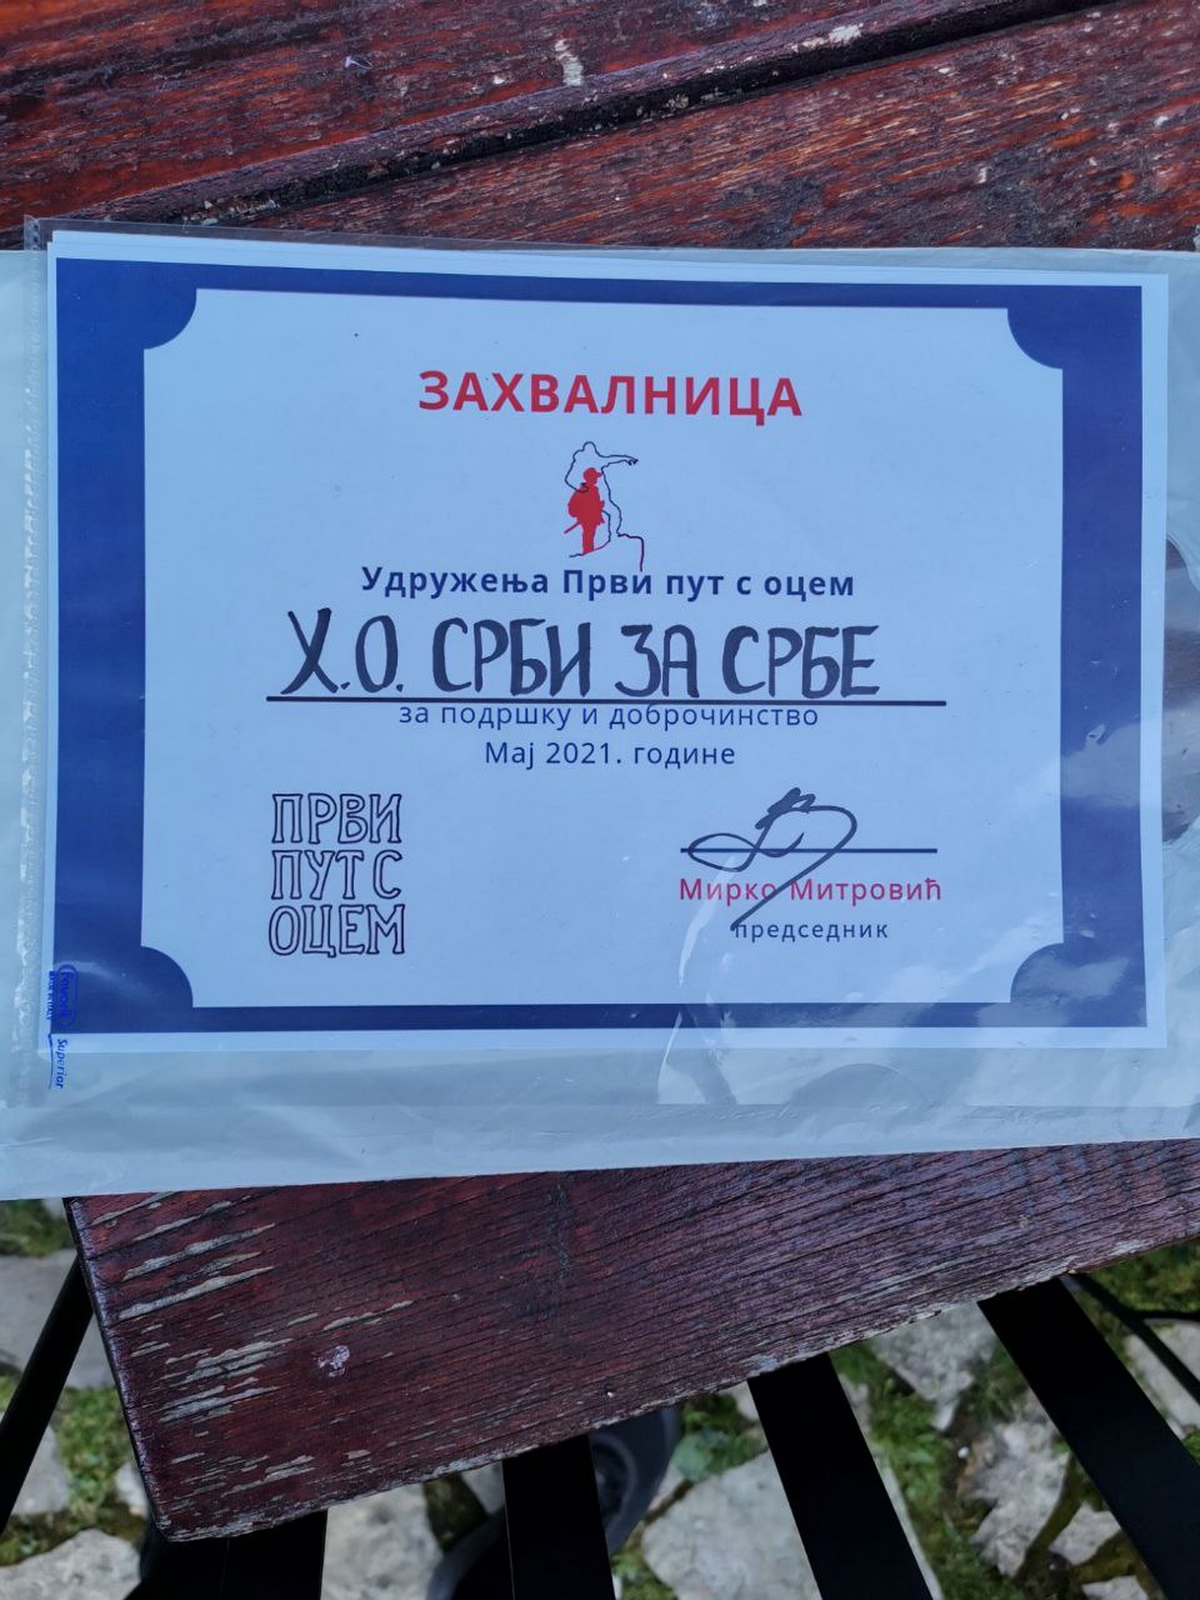 ЗАХВАЛНИЦА
Удружења Први пут с оцем
Х.О. СРБИ ЗА СРБЕ
за подршку и доброчинство
Мај 2021. године
ПРВИ
ПУТ С
ОЦЕМ
Мирко Митровић
председник
Superior